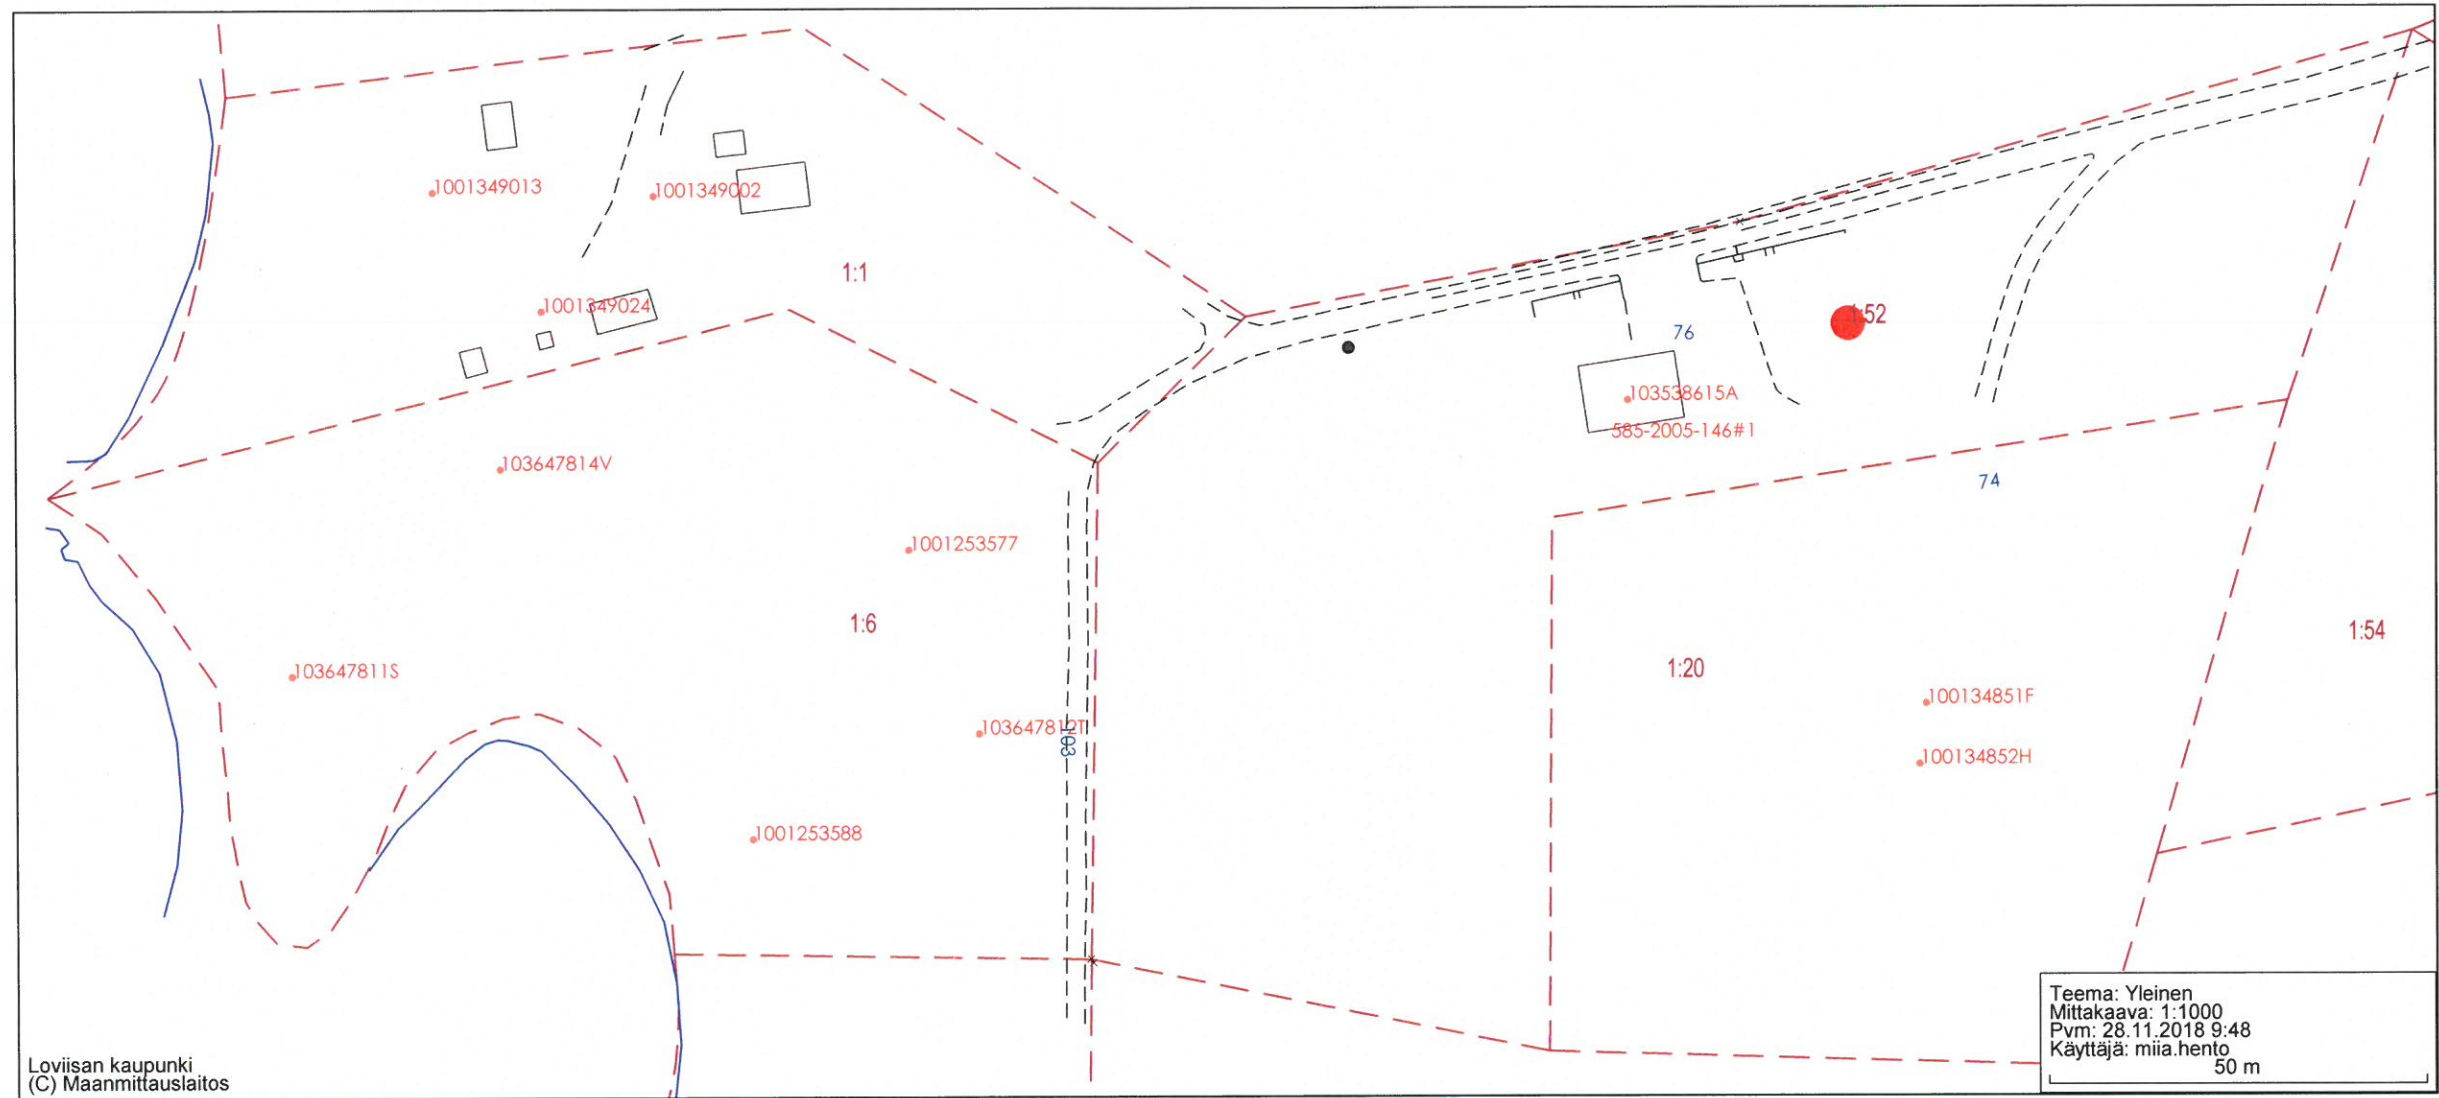 1001349013
1001349002
1:1
1001349024
1:52
76
103538615A
585-2005-146#1
103647814V
74
1001253577
1:6
1:54
1:20
103647811S
100134851F
103647812T
103
100134852H
1001253588
Teema: Yleinen
Mittakaava: 1:1000
Pvm: 28.11.2018 9:48
Käyttäjä: miia.hento
50 m
Loviisan kaupunki
(C) Maanmittauslaitos